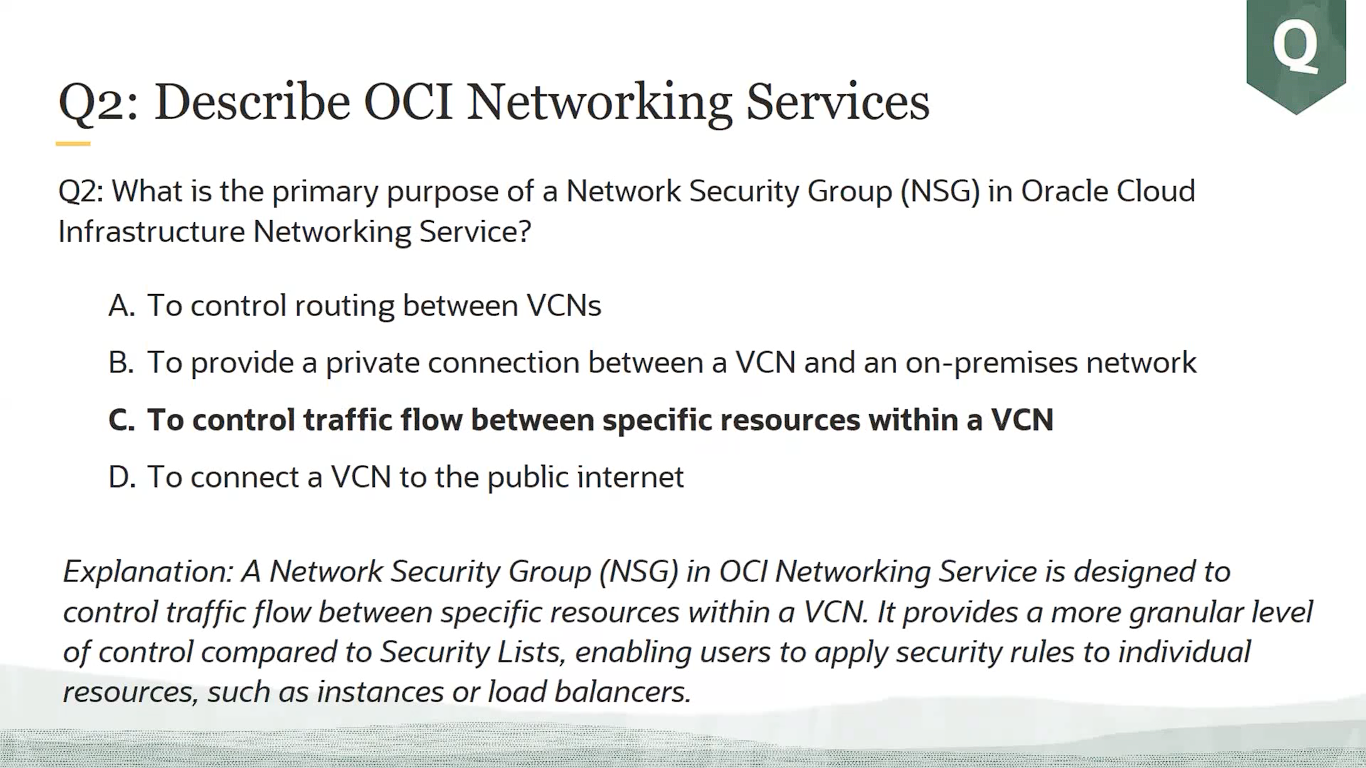 Q
Q2: Describe OCI Networking Services
Q2: What is the primary purpose of a Network Security Group (NSG) in Oracle Cloud
Infrastructure Networking Service?
A. To control routing between VCNs
B. To provide a private connection between a VCN and an on-premises network
C. To control traffic flow between specific resources within a VCN
D. To connect a VCN to the public internet
Explanation: A Network Security Group (NSG) in OCI Networking Service is designed to
control traffic flow between specific resources within a VCN. It provides a more granular level
of control compared to Security Lists, enabling users to apply security rules to individual
resources, such as instances or load balancers.